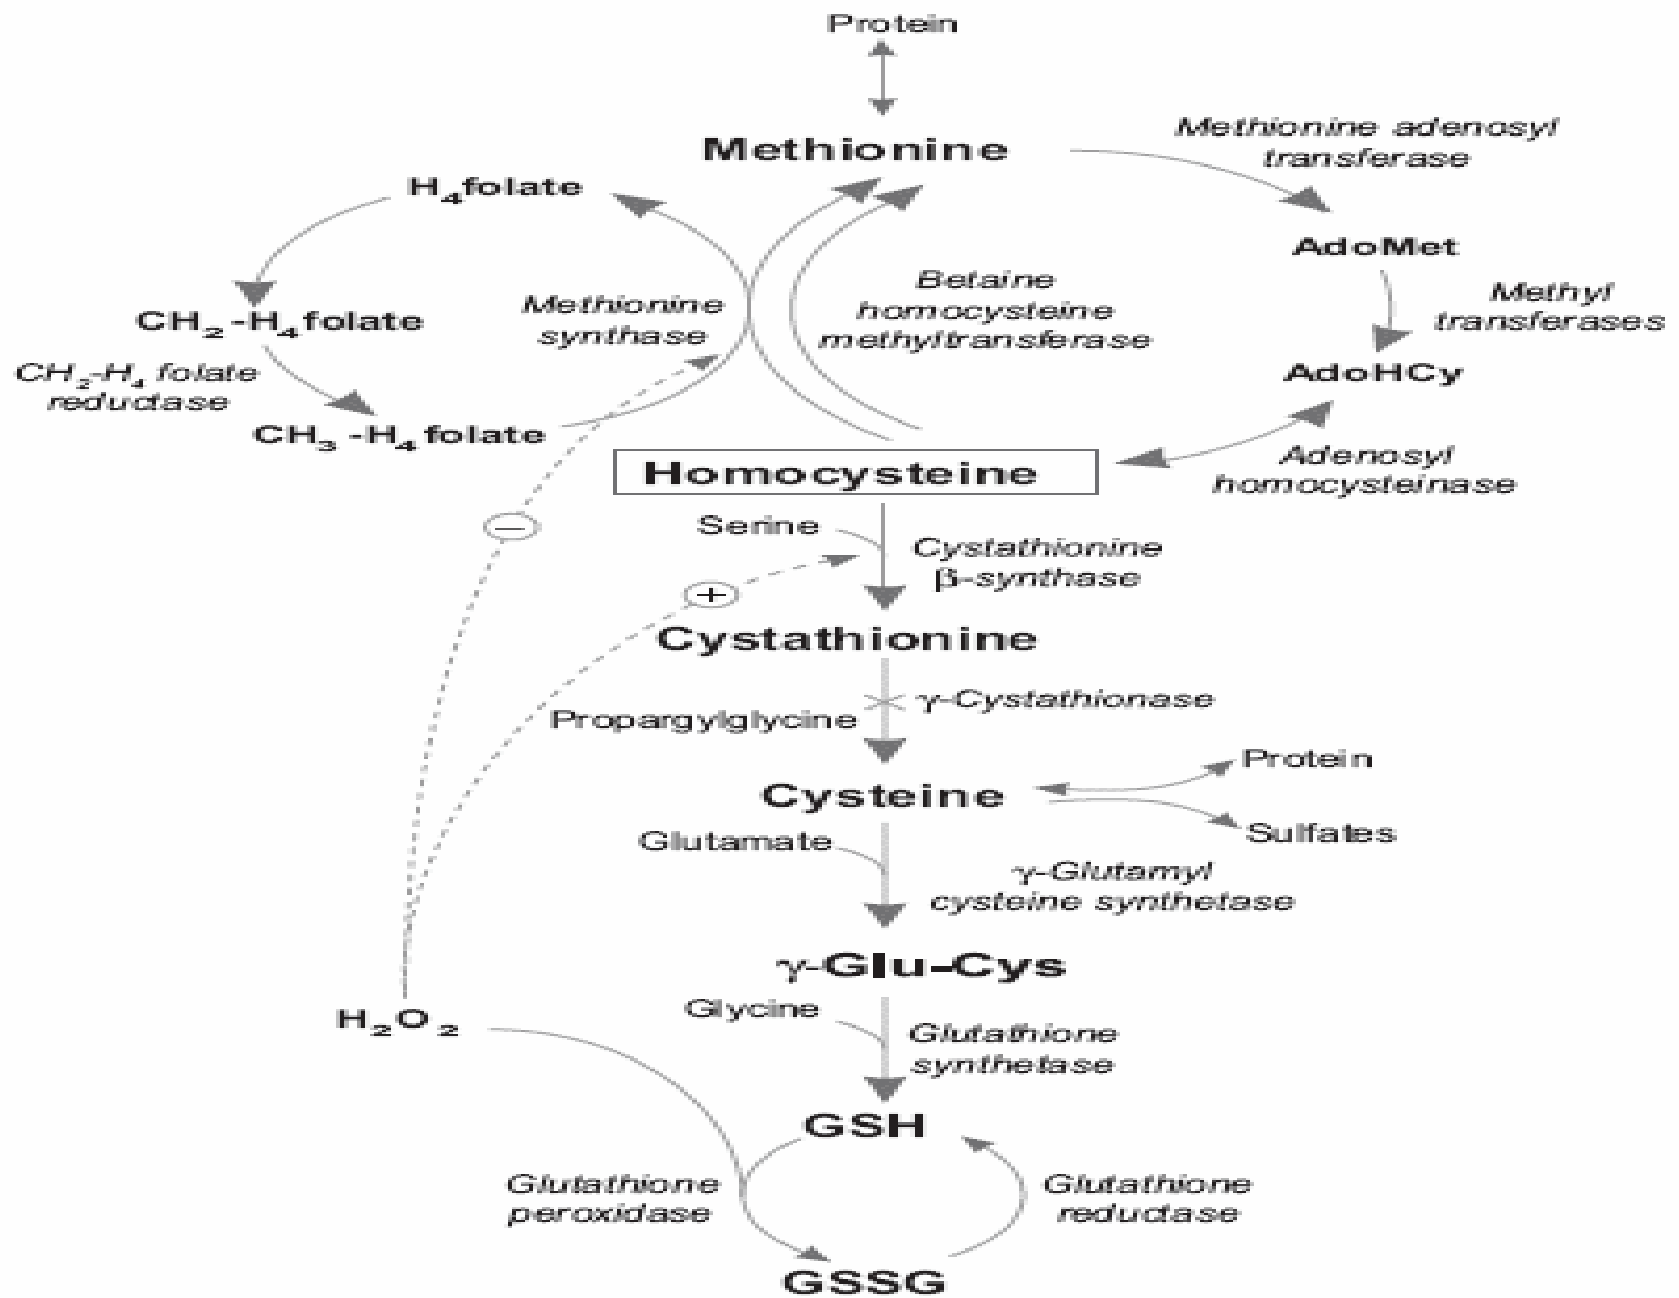 Protein
Methionine
Methionine adenosyl
transferase
H₄folate
AdoMet
CH₂-H₄folate
Methionine
synthase
Betaine
homocysteine
methyltransferase
Methyl
transferases
CH₂-H₄ folate
reductase
AdoHCy
CH₃-H₄folate
Homocysteine
Adenosyl
homocysteinase
−
Serine
Cystathionine
β-synthase
+
Cystathionine
γ-Cystathionase
Propargylglycine
Protein
Cysteine
Sulfates
Glutamate
γ-Glutamyl
cysteine synthetase
γ-Glu-Cys
Glycine
H₂O₂
Glutathione
synthetase
GSH
Glutathione
peroxidase
Glutathione
reductase
GSSG